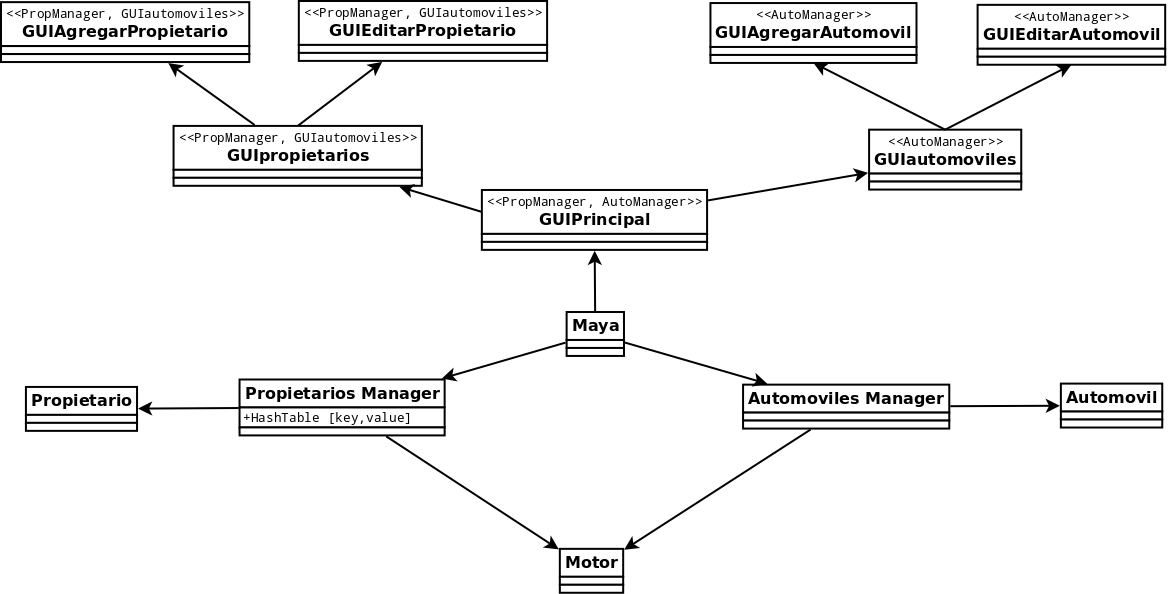 <<PropManager, GUIautomoviles>>
GUIAgregarPropietario
<<PropManager, GUIautomoviles>>
GUIEditarPropietario
<<AutoManager>>
GUIAgregarAutomovil
<<AutoManager>>
GUIEditarAutomovil
<<PropManager, GUIautomoviles>>
GUIpropietarios
<<AutoManager>>
GUIautomoviles
<<PropManager, AutoManager>>
GUIPrincipal
Maya
Propietario
Propietarios Manager
+HashTable [key,value]
Automoviles Manager
Automovil
Motor